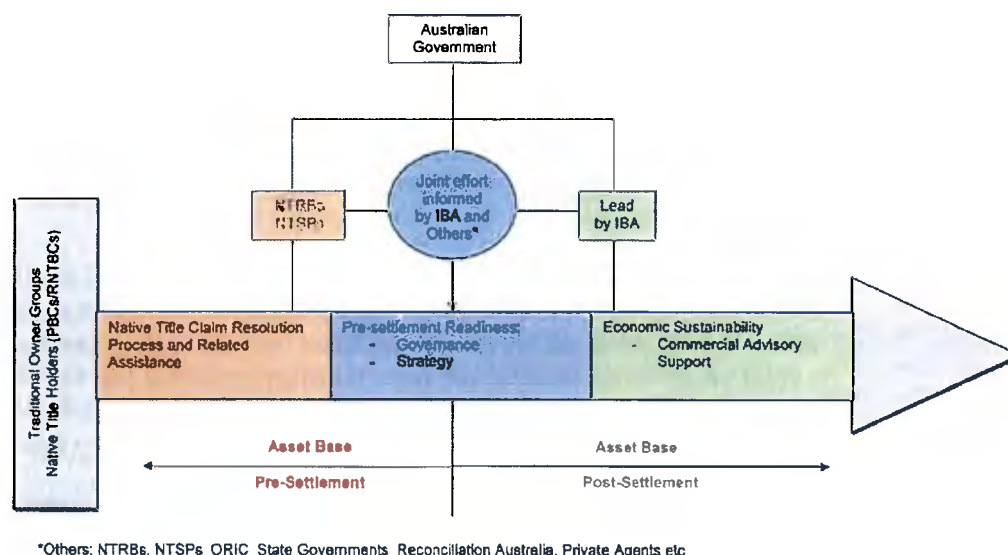 Australian
Government
Joint effort
informed
by IBA and
Others*
NTRBs
NTSPs
Lead
by IBA
Traditional Owner Groups
Native Title Holders (PBCs/RNTBCs)
Native Title Claim Resolution
Process and Related
Assistance
Pre-settlement Readiness:
- Governance
- Strategy
Economic Sustainability
- Commercial Advisory
Support
Asset Base
Pre-Settlement
Asset Base
Post-Settlement
*Others: NTRBs, NTSPs, ORIC, State Governments, Reconciliation Australia, Private Agents etc